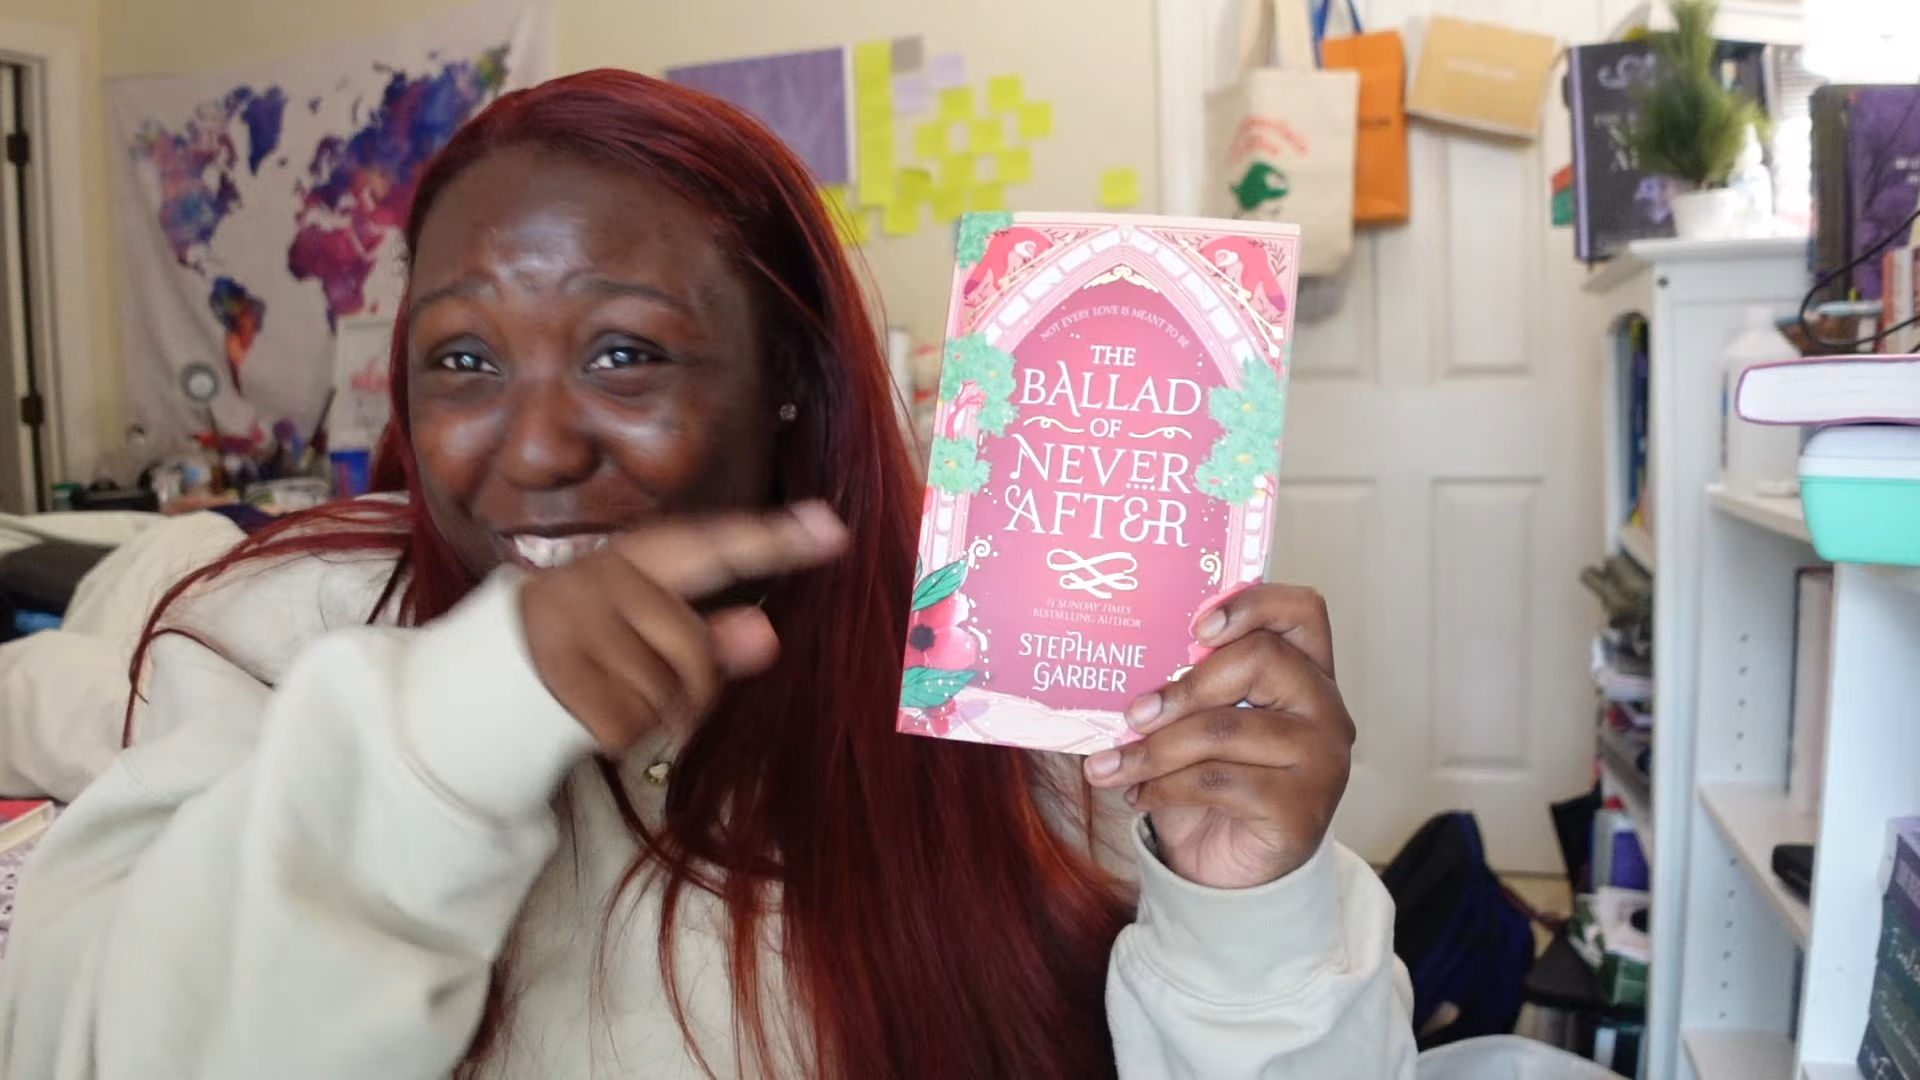 NOT EVERY LOVE IS MEANT TO BE
THE
BALLAD
OF
NEVER
AFTER
#1 SUNDAY TIMES
BESTSELLING AUTHOR
STEPHANIE
GARBER